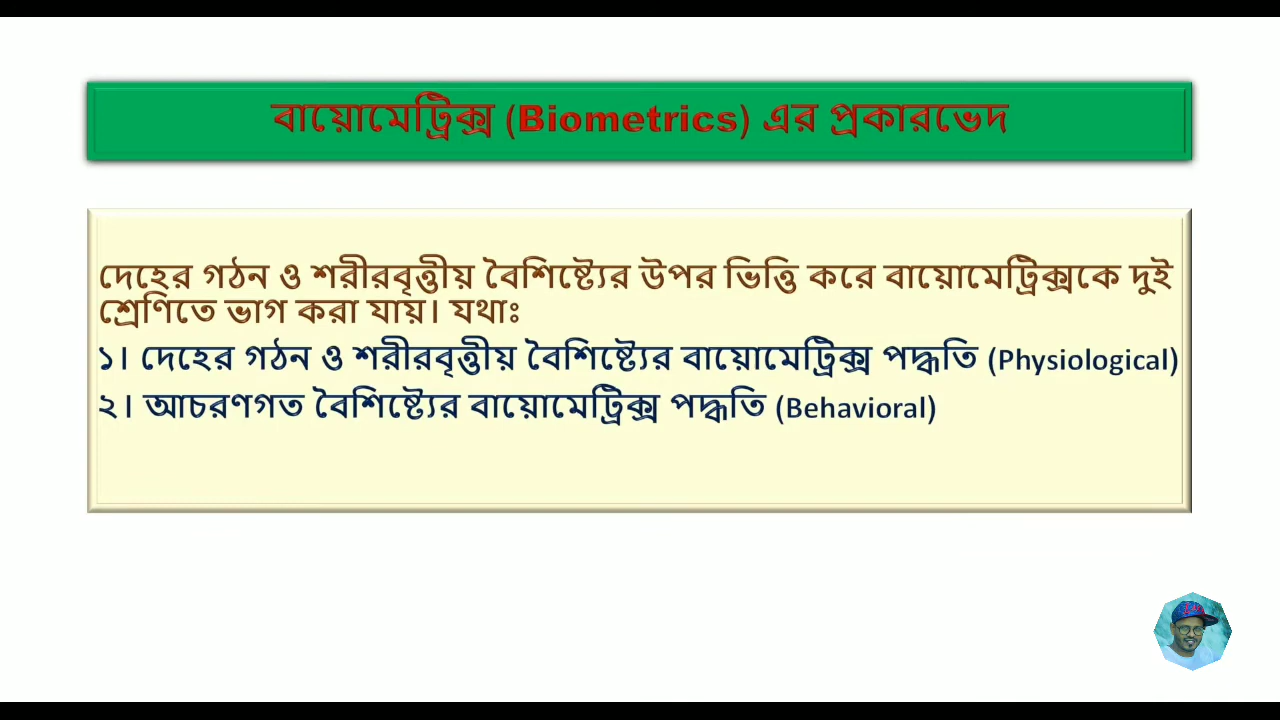 বায়োমেট্রিক্স (Biometrics) এর প্রকারভেদ
দেহের গঠন ও শরীরবৃত্তীয় বৈশিষ্ট্যের উপর ভিত্তি করে বায়োমেট্রিক্সকে দুই
শ্রেণিতে ভাগ করা যায়। যথাঃ
১। দেহের গঠন ও শরীরবৃত্তীয় বৈশিষ্ট্যের বায়োমেট্রিক্স পদ্ধতি (Physiological)
২। আচরণগত বৈশিষ্ট্যের বায়োমেট্রিক্স পদ্ধতি (Behavioral)